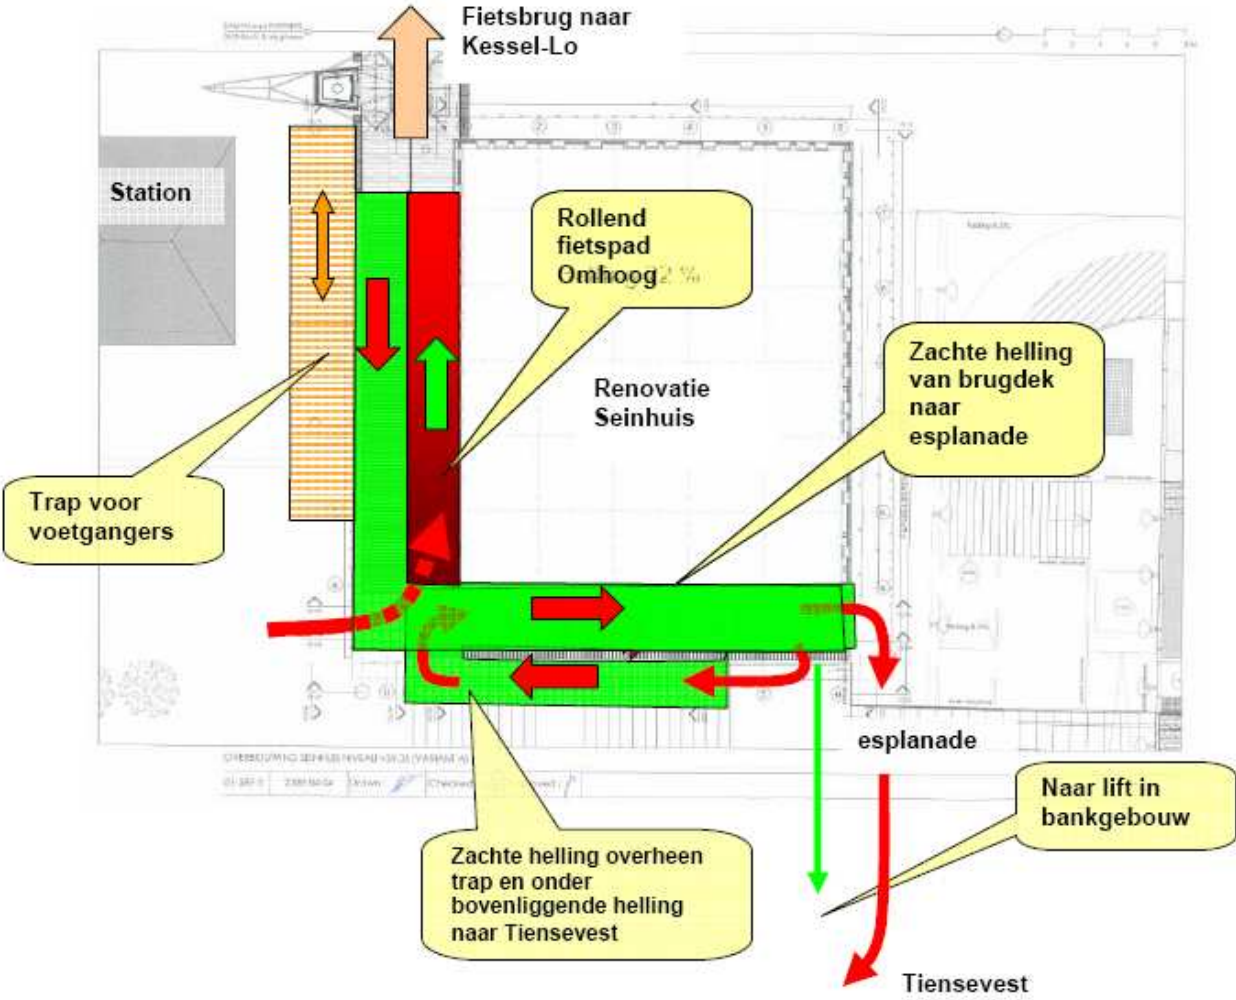 Fietsbrug naar
Kessel-Lo
Station
Rollend
fietspad
Omhoog
Zachte helling
van brugdek
naar
esplanade
Renovatie
Seinhuis
Trap voor
voetgangers
esplanade
Naar lift in
bankgebouw
Zachte helling overheen
trap en onder
bovenliggende helling
naar Tiensevest
Tiensevest